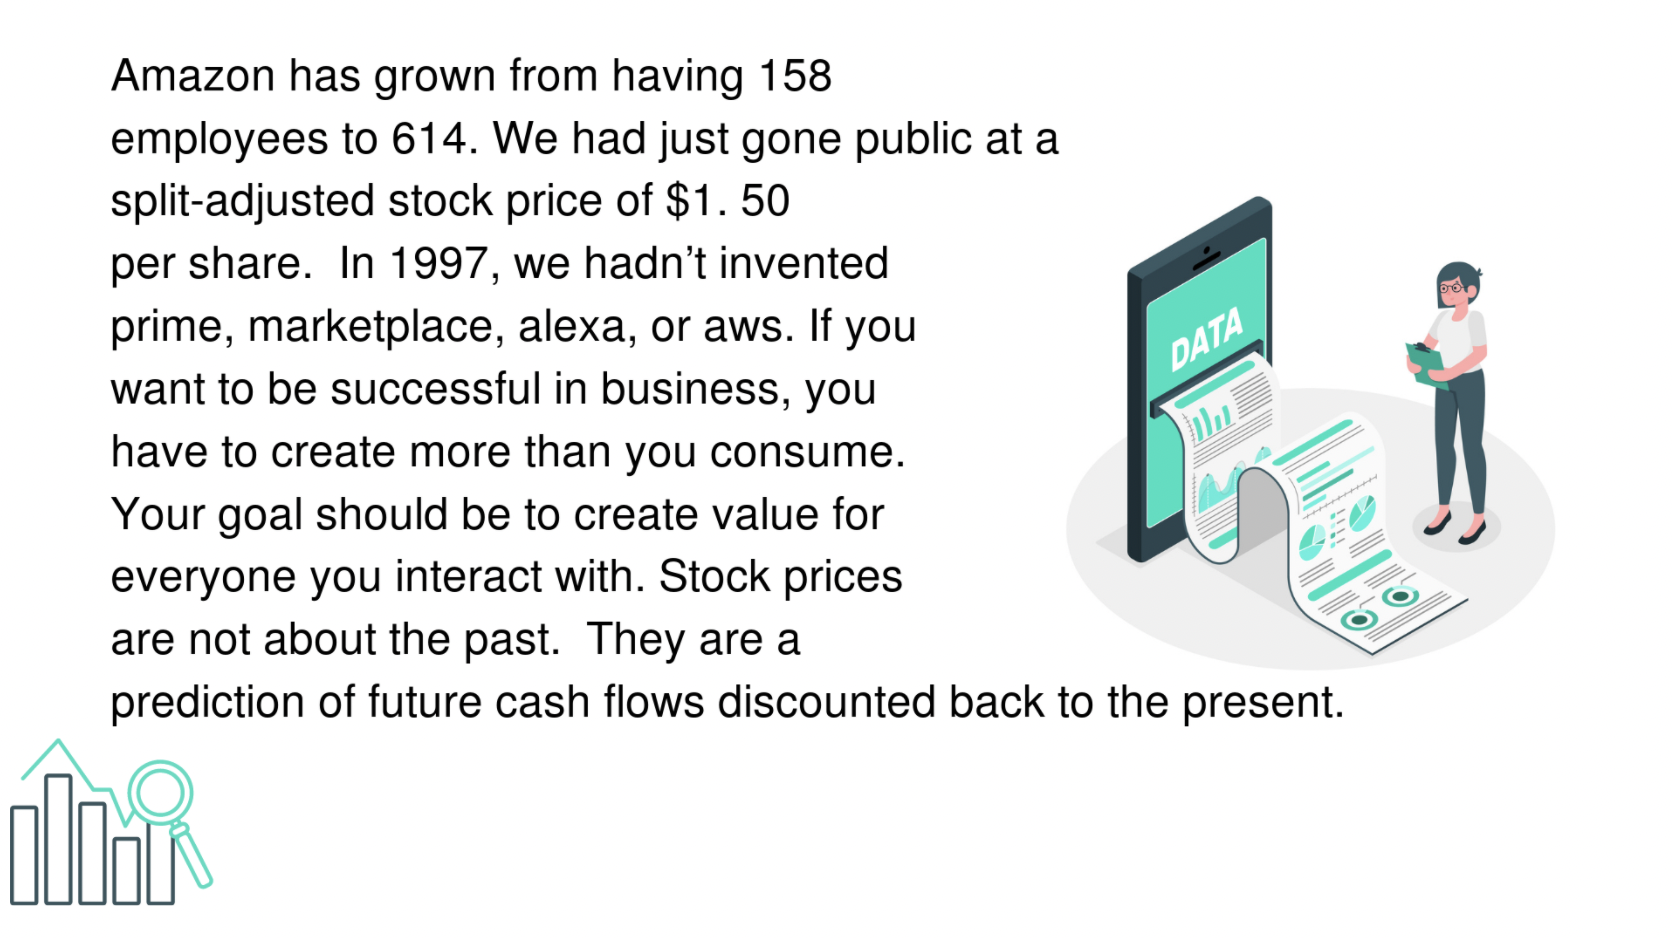 Amazon has grown from having 158
employees to 614. We had just gone public at a
split-adjusted stock price of $1. 50
per share.  In 1997, we hadn’t invented
prime, marketplace, alexa, or aws. If you
want to be successful in business, you
have to create more than you consume.
Your goal should be to create value for
everyone you interact with. Stock prices
are not about the past.  They are a
prediction of future cash flows discounted back to the present.
DATA